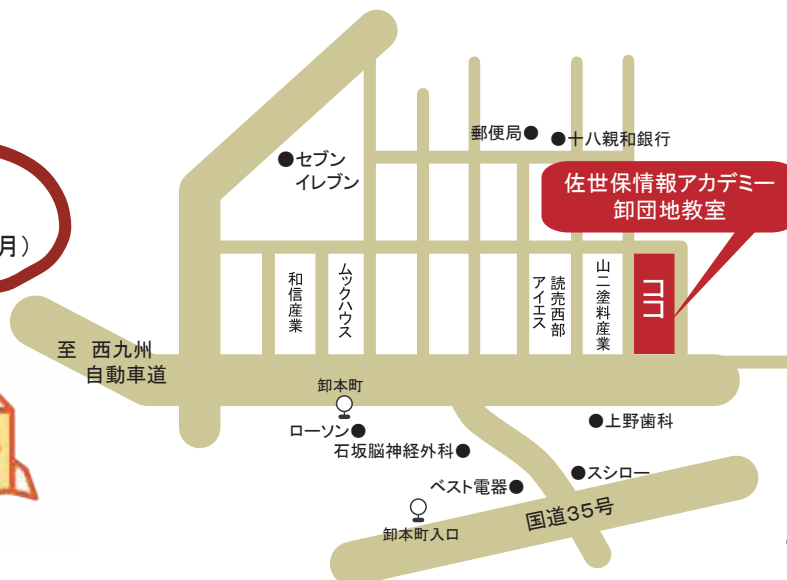 郵便局
十八親和銀行
セブン
イレブン
佐世保情報アカデミー
卸団地教室
月）
和信産業
ムックハウス
読売西部
アイエス
山二塗料産業
ココ
至 西九州
自動車道
卸本町
ローソン
石坂脳神経外科
上野歯科
スシロー
ベスト電器
国道35号
卸本町入口